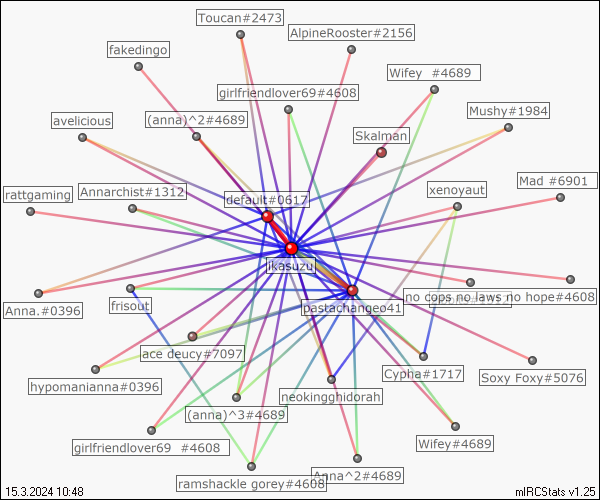 Toucan#2473
AlpineRooster#2156
fakedingo
Wifey #4689
girlfriendlover69#4608
Mushy#1984
avelicious
(anna)^2#4689
Skalman
rattgaming
Annarchist#1312
xenoyaut
Mad #6901
default#0617
ikasuzu
Anna.#0396
frisout
pastachange041
no cops no laws no hope#4608
ace deucy#7097
Cypha#1717
Soxy Foxy#5076
hypomanianna#0396
neokingghidorah
(anna)^3#4689
girlfriendlover69 #4608
Wifey#4689
ramshackle gorey#4608
Anna^2#4689
15.3.2024 10:48
mIRCStats v1.25